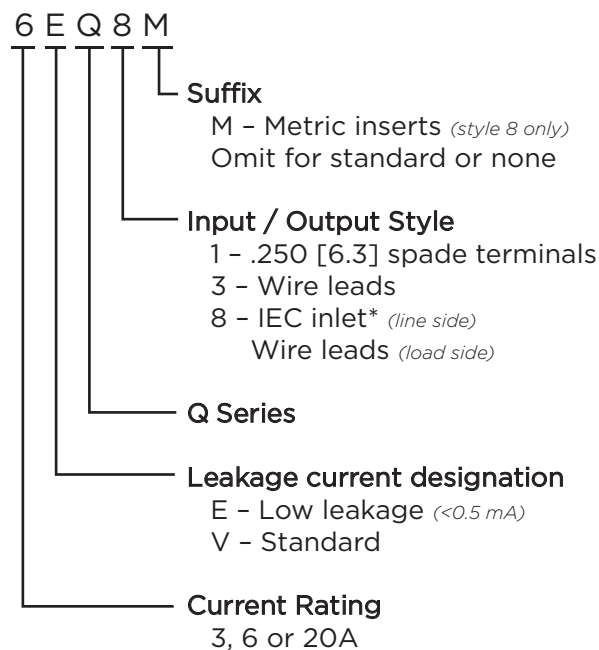 6 E Q 8 M
Suffix
M – Metric inserts (style 8 only)
Omit for standard or none
Input / Output Style
1 – .250 [6.3] spade terminals
3 – Wire leads
8 – IEC inlet* (line side)
Wire leads (load side)
Q Series
Leakage current designation
E – Low leakage (<0.5 mA)
V – Standard
Current Rating
3, 6 or 20A